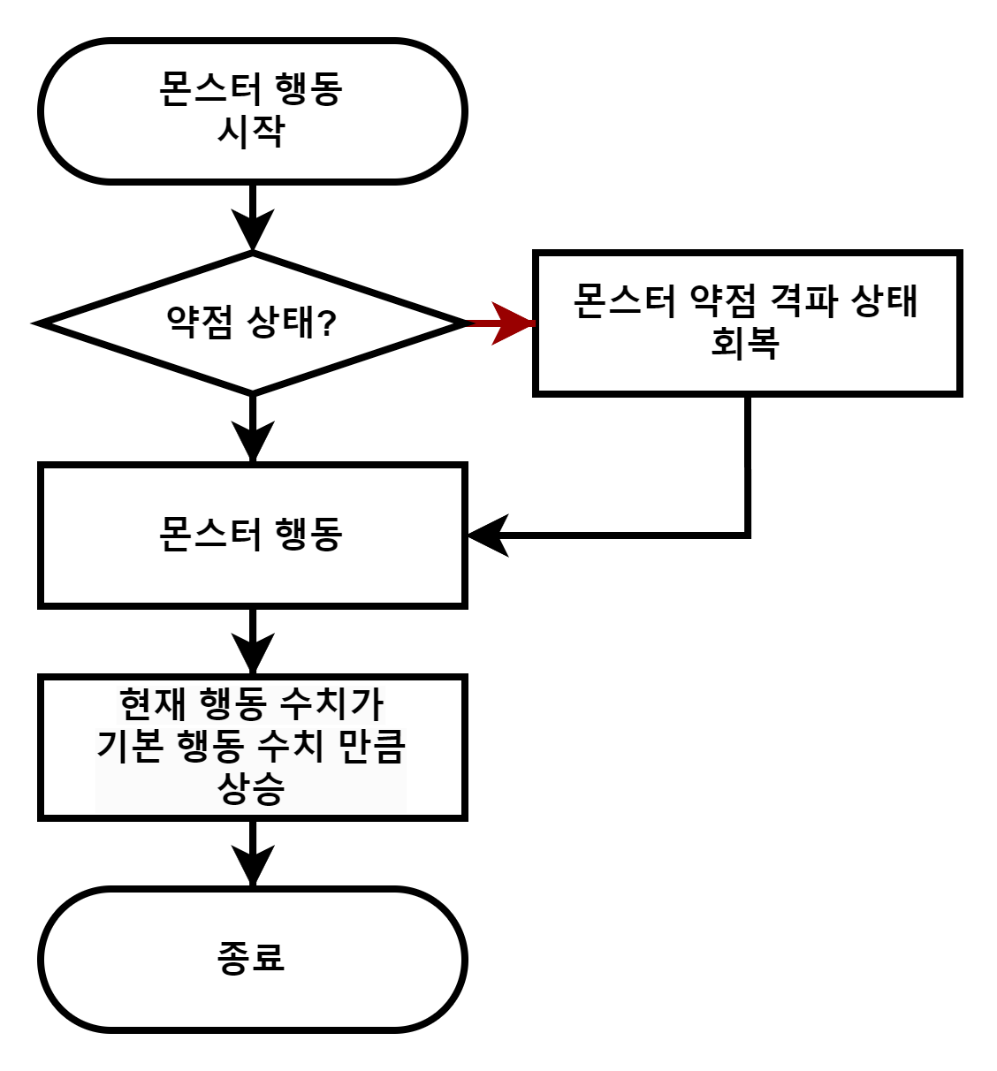 몬스터 행동
시작
약점 상태?
몬스터 약점 격파 상태
회복
몬스터 행동
현재 행동 수치가
기본 행동 수치 만큼
상승
종료